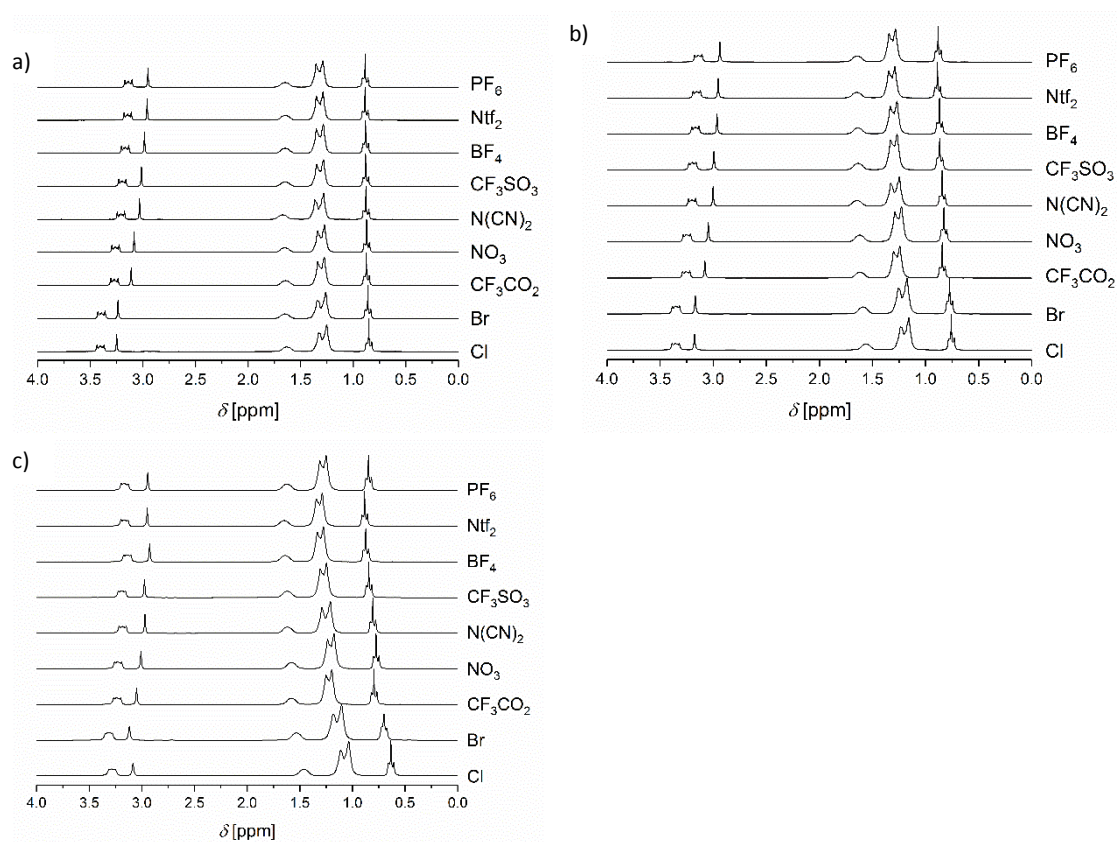 a)
PF₆
Ntf₂
BF₄
CF₃SO₃
N(CN)₂
NO₃
CF₃CO₂
Br
Cl
4.0 3.5 3.0 2.5 2.0 1.5 1.0 0.5 0.0
δ [ppm]
b)
PF₆
Ntf₂
BF₄
CF₃SO₃
N(CN)₂
NO₃
CF₃CO₂
Br
Cl
4.0 3.5 3.0 2.5 2.0 1.5 1.0 0.5 0.0
δ [ppm]
c)
PF₆
Ntf₂
BF₄
CF₃SO₃
N(CN)₂
NO₃
CF₃CO₂
Br
Cl
4.0 3.5 3.0 2.5 2.0 1.5 1.0 0.5 0.0
δ [ppm]